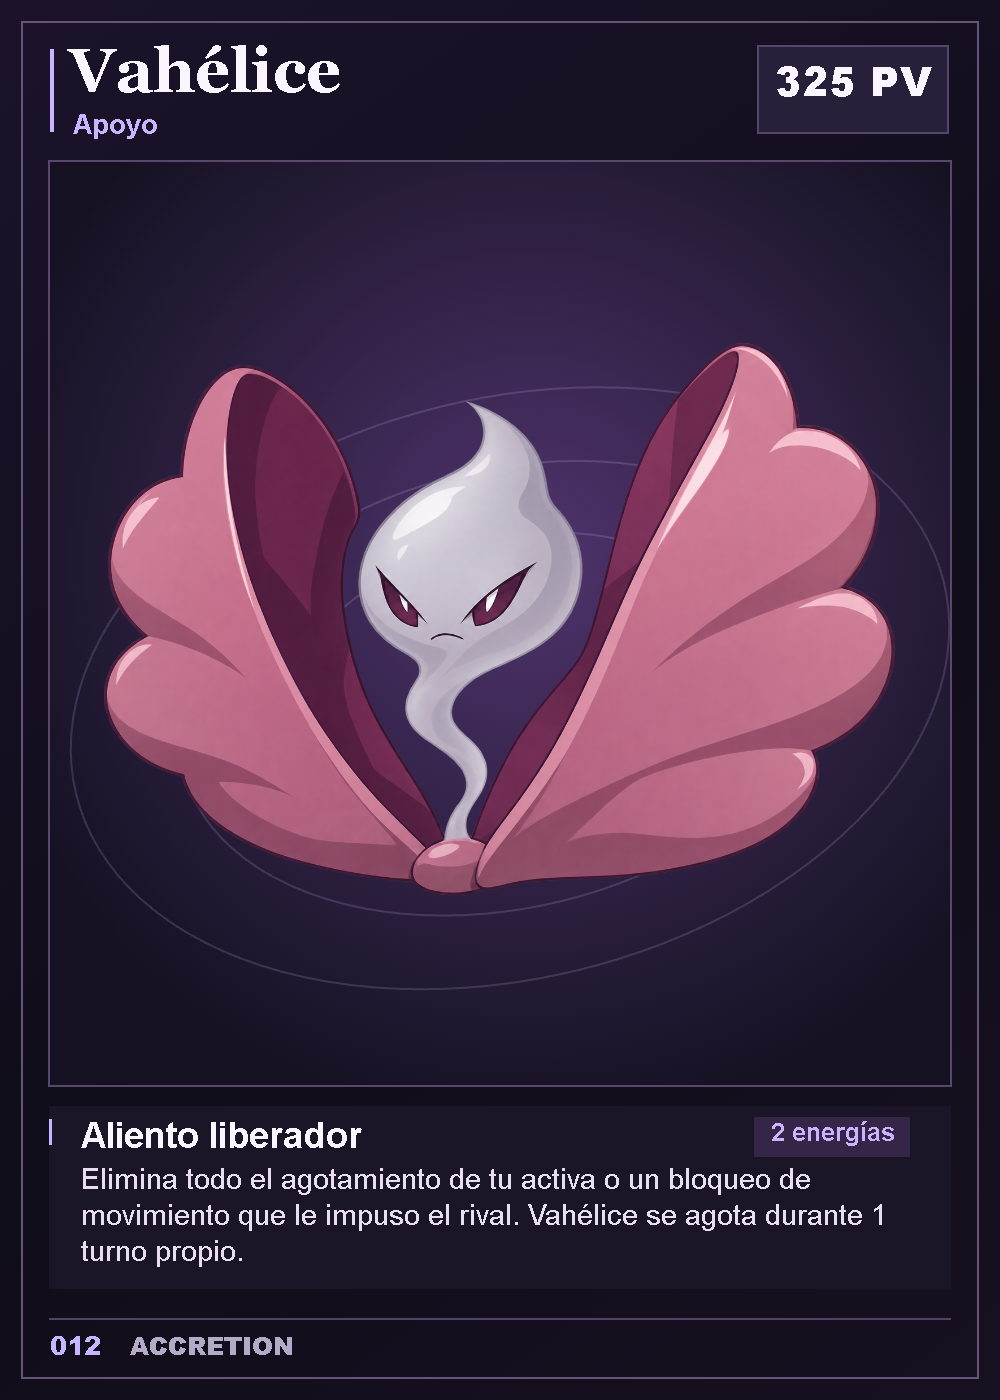 Vahélice
325 PV
Apoyo
Aliento liberador
2 energías
Elimina todo el agotamiento de tu activa o un bloqueo de
movimiento que le impuso el rival. Vahélice se agota durante 1
turno propio.
012 ACCRETION